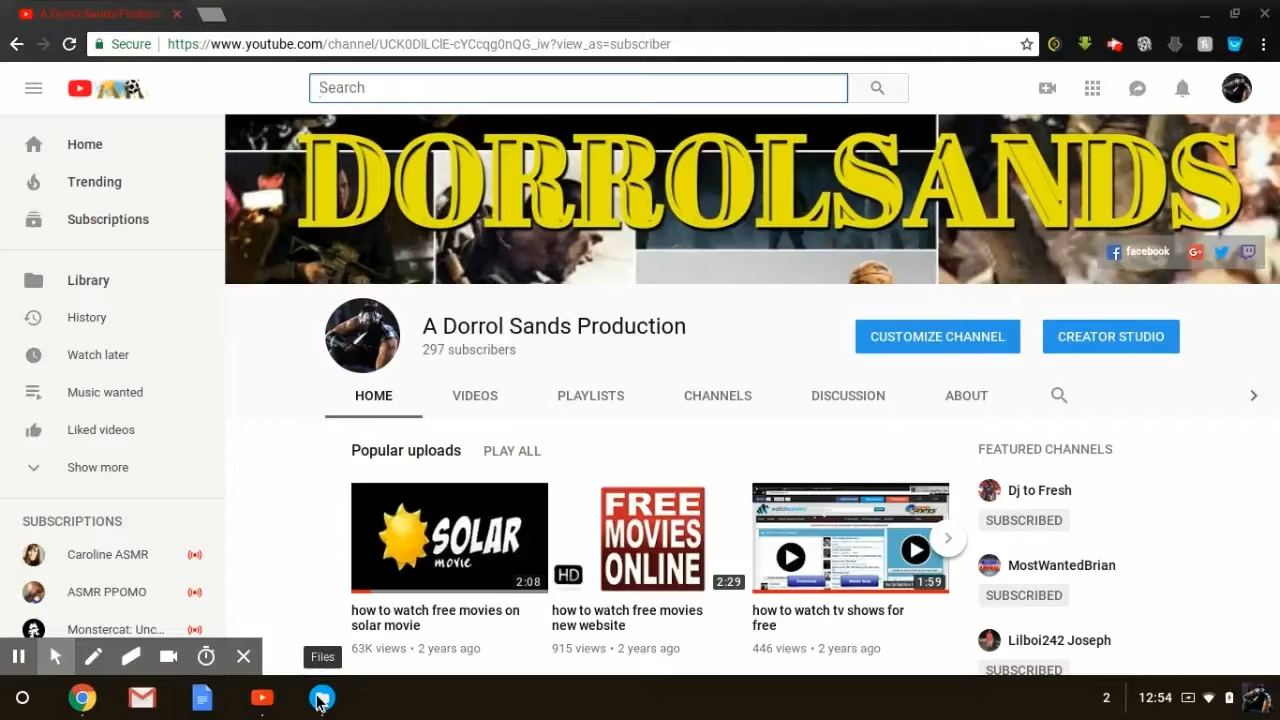 A Dorrol Sands Product
Secure https://www.youtube.com/channel/UCK0DlLClE-cYCcqg0nQG_iw?view_as=subscriber
Search
Home
Trending
Subscriptions
Library
History
Watch later
Music wanted
Liked videos
Show more
SUBSCRIPTIONS
Caroline ASMR
ASMR PPOMO
Monstercat: Unc...
DORROLSANDS
facebook
A Dorrol Sands Production
297 subscribers
CUSTOMIZE CHANNEL
CREATOR STUDIO
HOME VIDEOS PLAYLISTS CHANNELS DISCUSSION ABOUT
Popular uploads PLAY ALL
SOLAR
movie
2:08
how to watch free movies on
solar movie
63K views • 2 years ago
FREE
MOVIES
ONLINE
HD
2:29
how to watch free movies
new website
915 views • 2 years ago
1:59
how to watch tv shows for
free
446 views • 2 years ago
FEATURED CHANNELS
Dj to Fresh
SUBSCRIBED
MostWantedBrian
SUBSCRIBED
Lilboi242 Joseph
SUBSCRIBED
Files
2
12:54